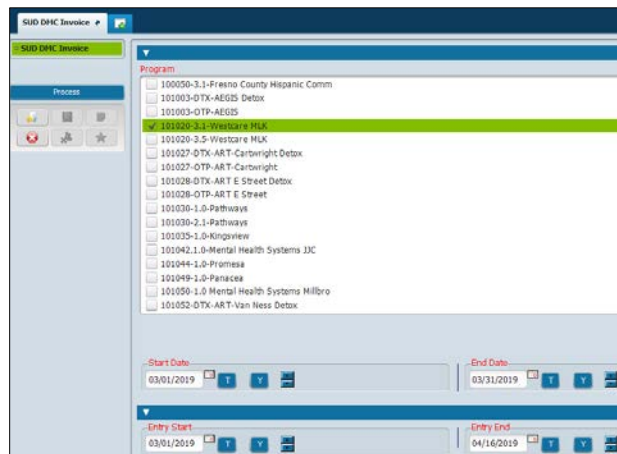 SUD DMC Invoice
SUD DMC Invoice
Process
Program
100050-3.1-Fresno County Hispanic Comm
101003-DTX-AEGIS Detox
101003-OTP-AEGIS
101020-3.1-Westcare MLK
101020-3.5-Westcare MLK
101027-DTX-ART-Cartwright Detox
101027-OTP-ART-Cartwright
101028-DTX-ART E Street Detox
101028-OTP-ART E Street
101030-1.0-Pathways
101030-2.1-Pathways
101035-1.0-Kingsview
101042.1.0-Mental Health Systems JJC
101044-1.0-Promesa
101049-1.0-Panacea
101050-1.0 Mental Health Systems Millbro
101052-DTX-ART-Van Ness Detox
Start Date End Date
03/01/2019 T Y 03/31/2019 T Y
Entry Start Entry End
03/01/2019 T Y 04/16/2019 T Y